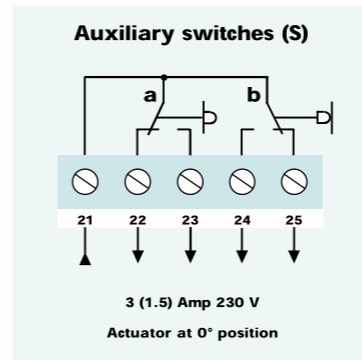 Auxiliary switches (S)
a b
21 22 23 24 25
3 (1.5) Amp 230 V
Actuator at 0° position